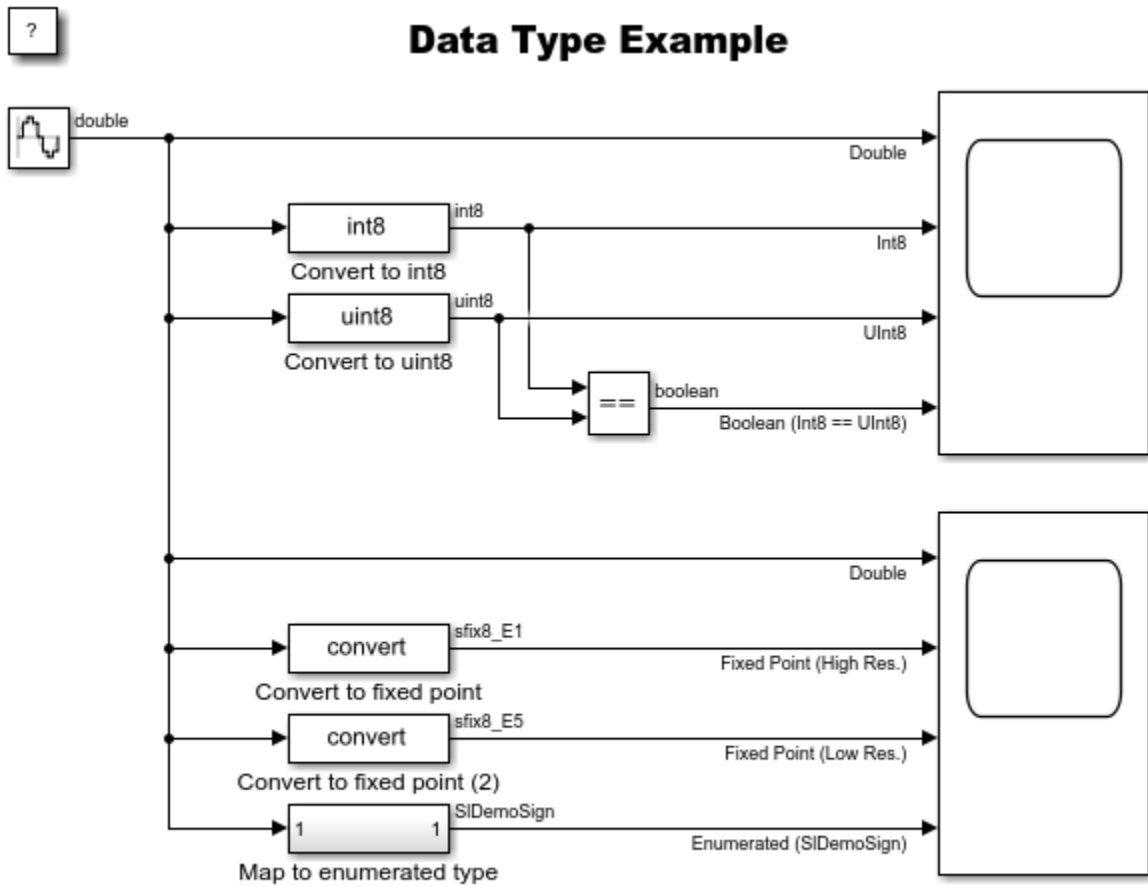 ?
Data Type Example
double
Double
int8
int8
Int8
Convert to int8
uint8
uint8
UInt8
Convert to uint8
==
boolean
Boolean (Int8 == UInt8)
Double
convert
sfix8_E1
Fixed Point (High Res.)
Convert to fixed point
convert
sfix8_E5
Fixed Point (Low Res.)
Convert to fixed point (2)
1
1
SlDemoSign
Enumerated (SlDemoSign)
Map to enumerated type